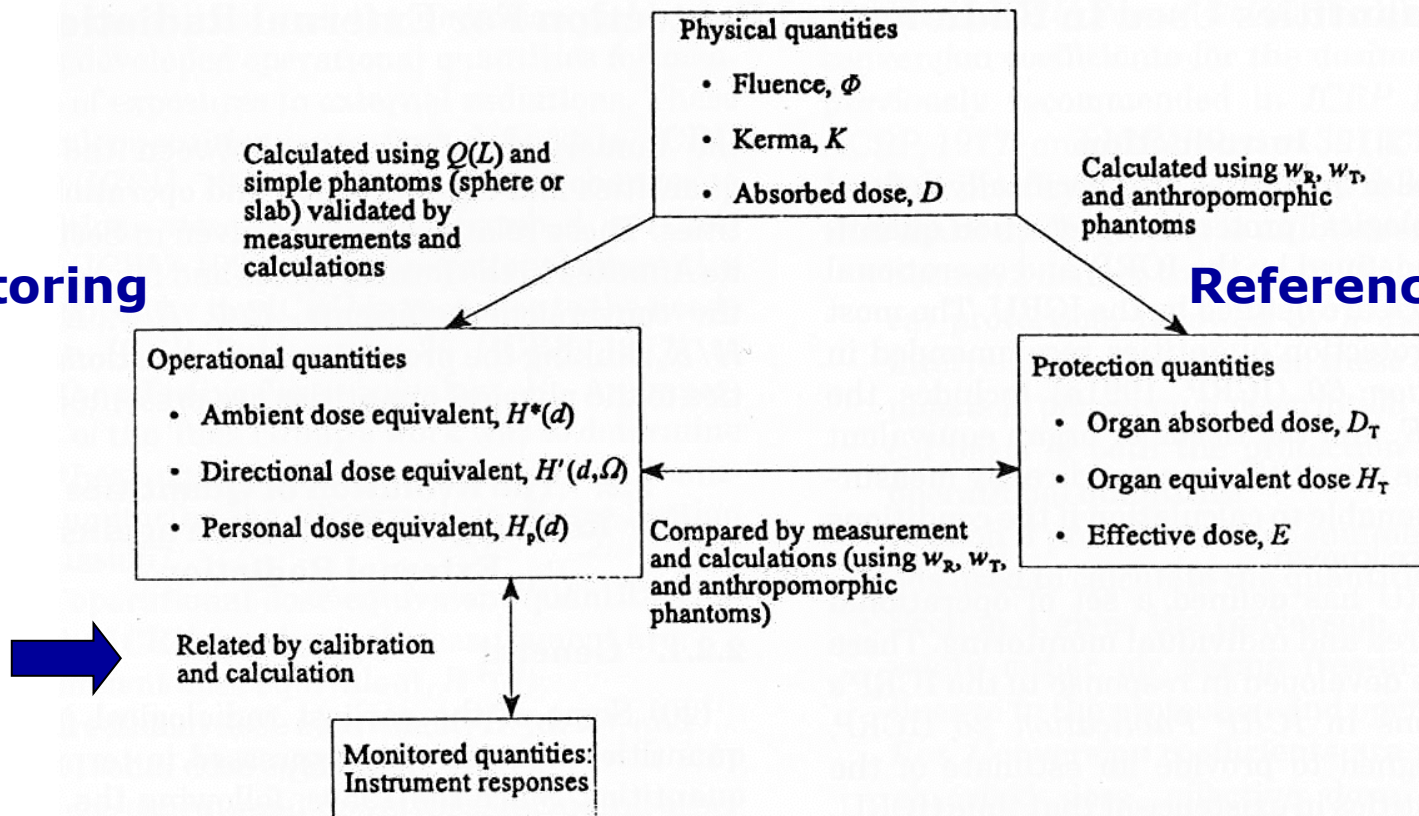 Physical quantities
• Fluence, Φ
• Kerma, K
• Absorbed dose, D
Calculated using Q(L) and
simple phantoms (sphere or
slab) validated by
measurements and
calculations
Calculated using w_R, w_T,
and anthropomorphic
phantoms
toring
Referenc
Operational quantities
• Ambient dose equivalent, H*(d)
• Directional dose equivalent, H′(d,Ω)
• Personal dose equivalent, H_p(d)
Protection quantities
• Organ absorbed dose, D_T
• Organ equivalent dose H_T
• Effective dose, E
Compared by measurement
and calculations (using w_R, w_T,
and anthropomorphic
phantoms)
Related by calibration
and calculation
Monitored quantities:
Instrument responses